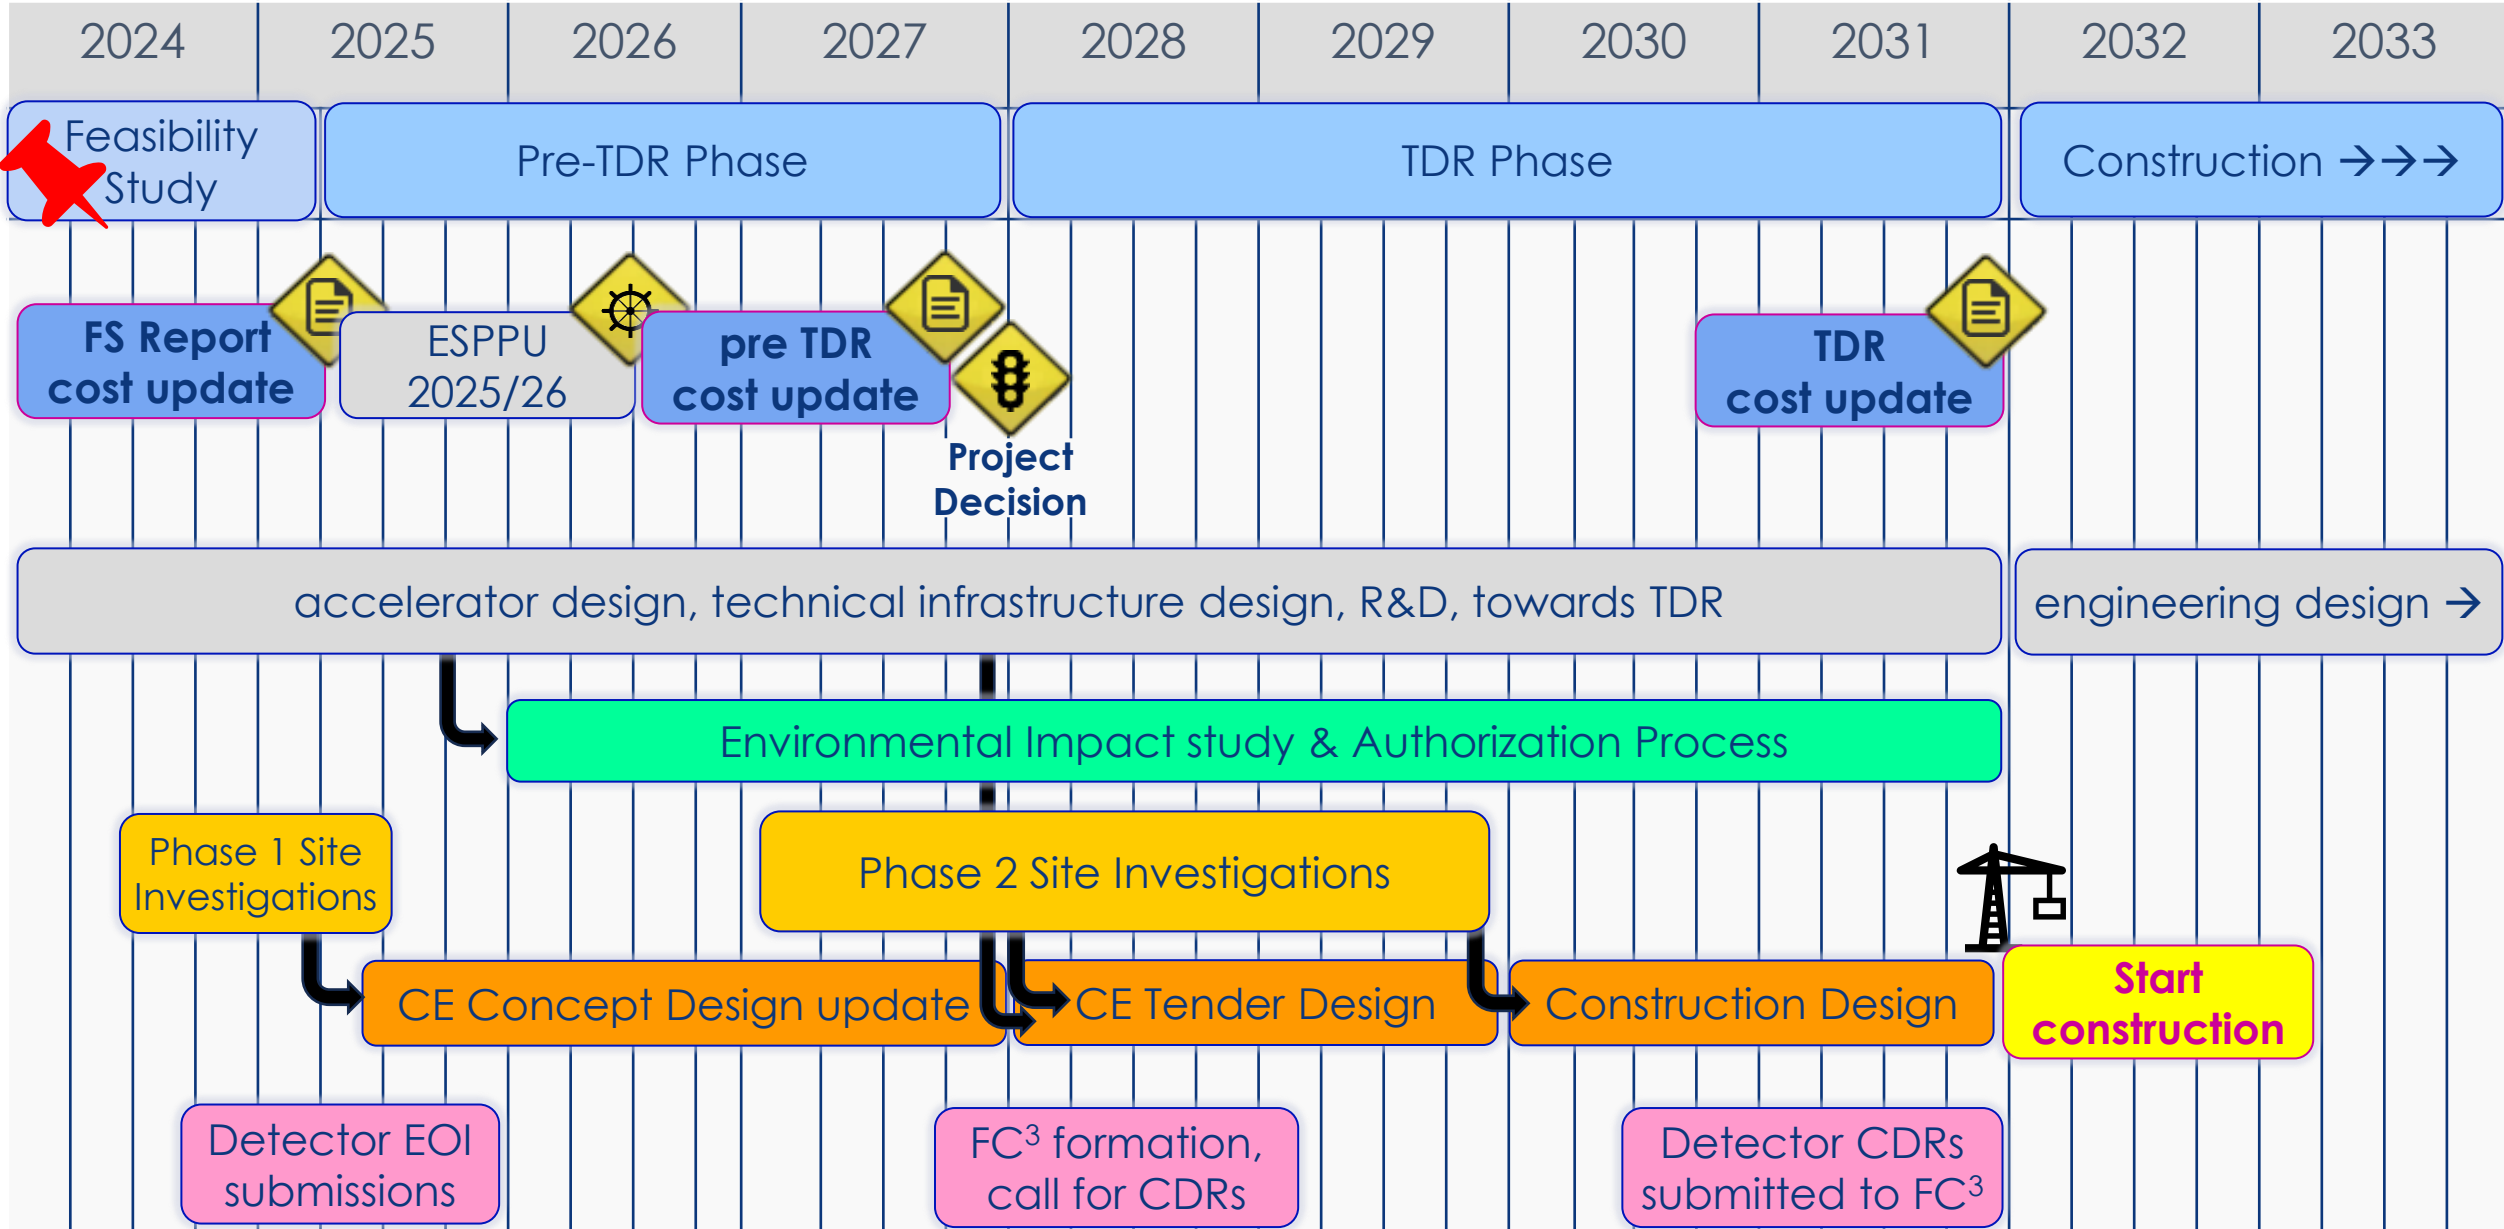 2024 2025 2026 2027 2028 2029 2030 2031 2032 2033
Feasibility
Study
Pre-TDR Phase
TDR Phase
Construction →→→
FS Report
cost update
ESPPU
2025/26
pre TDR
cost update
Project
Decision
TDR
cost update
accelerator design, technical infrastructure design, R&D, towards TDR
engineering design →
Environmental Impact study & Authorization Process
Phase 1 Site
Investigations
Phase 2 Site Investigations
CE Concept Design update
CE Tender Design
Construction Design
Start
construction
Detector EOI
submissions
FC³ formation,
call for CDRs
Detector CDRs
submitted to FC³